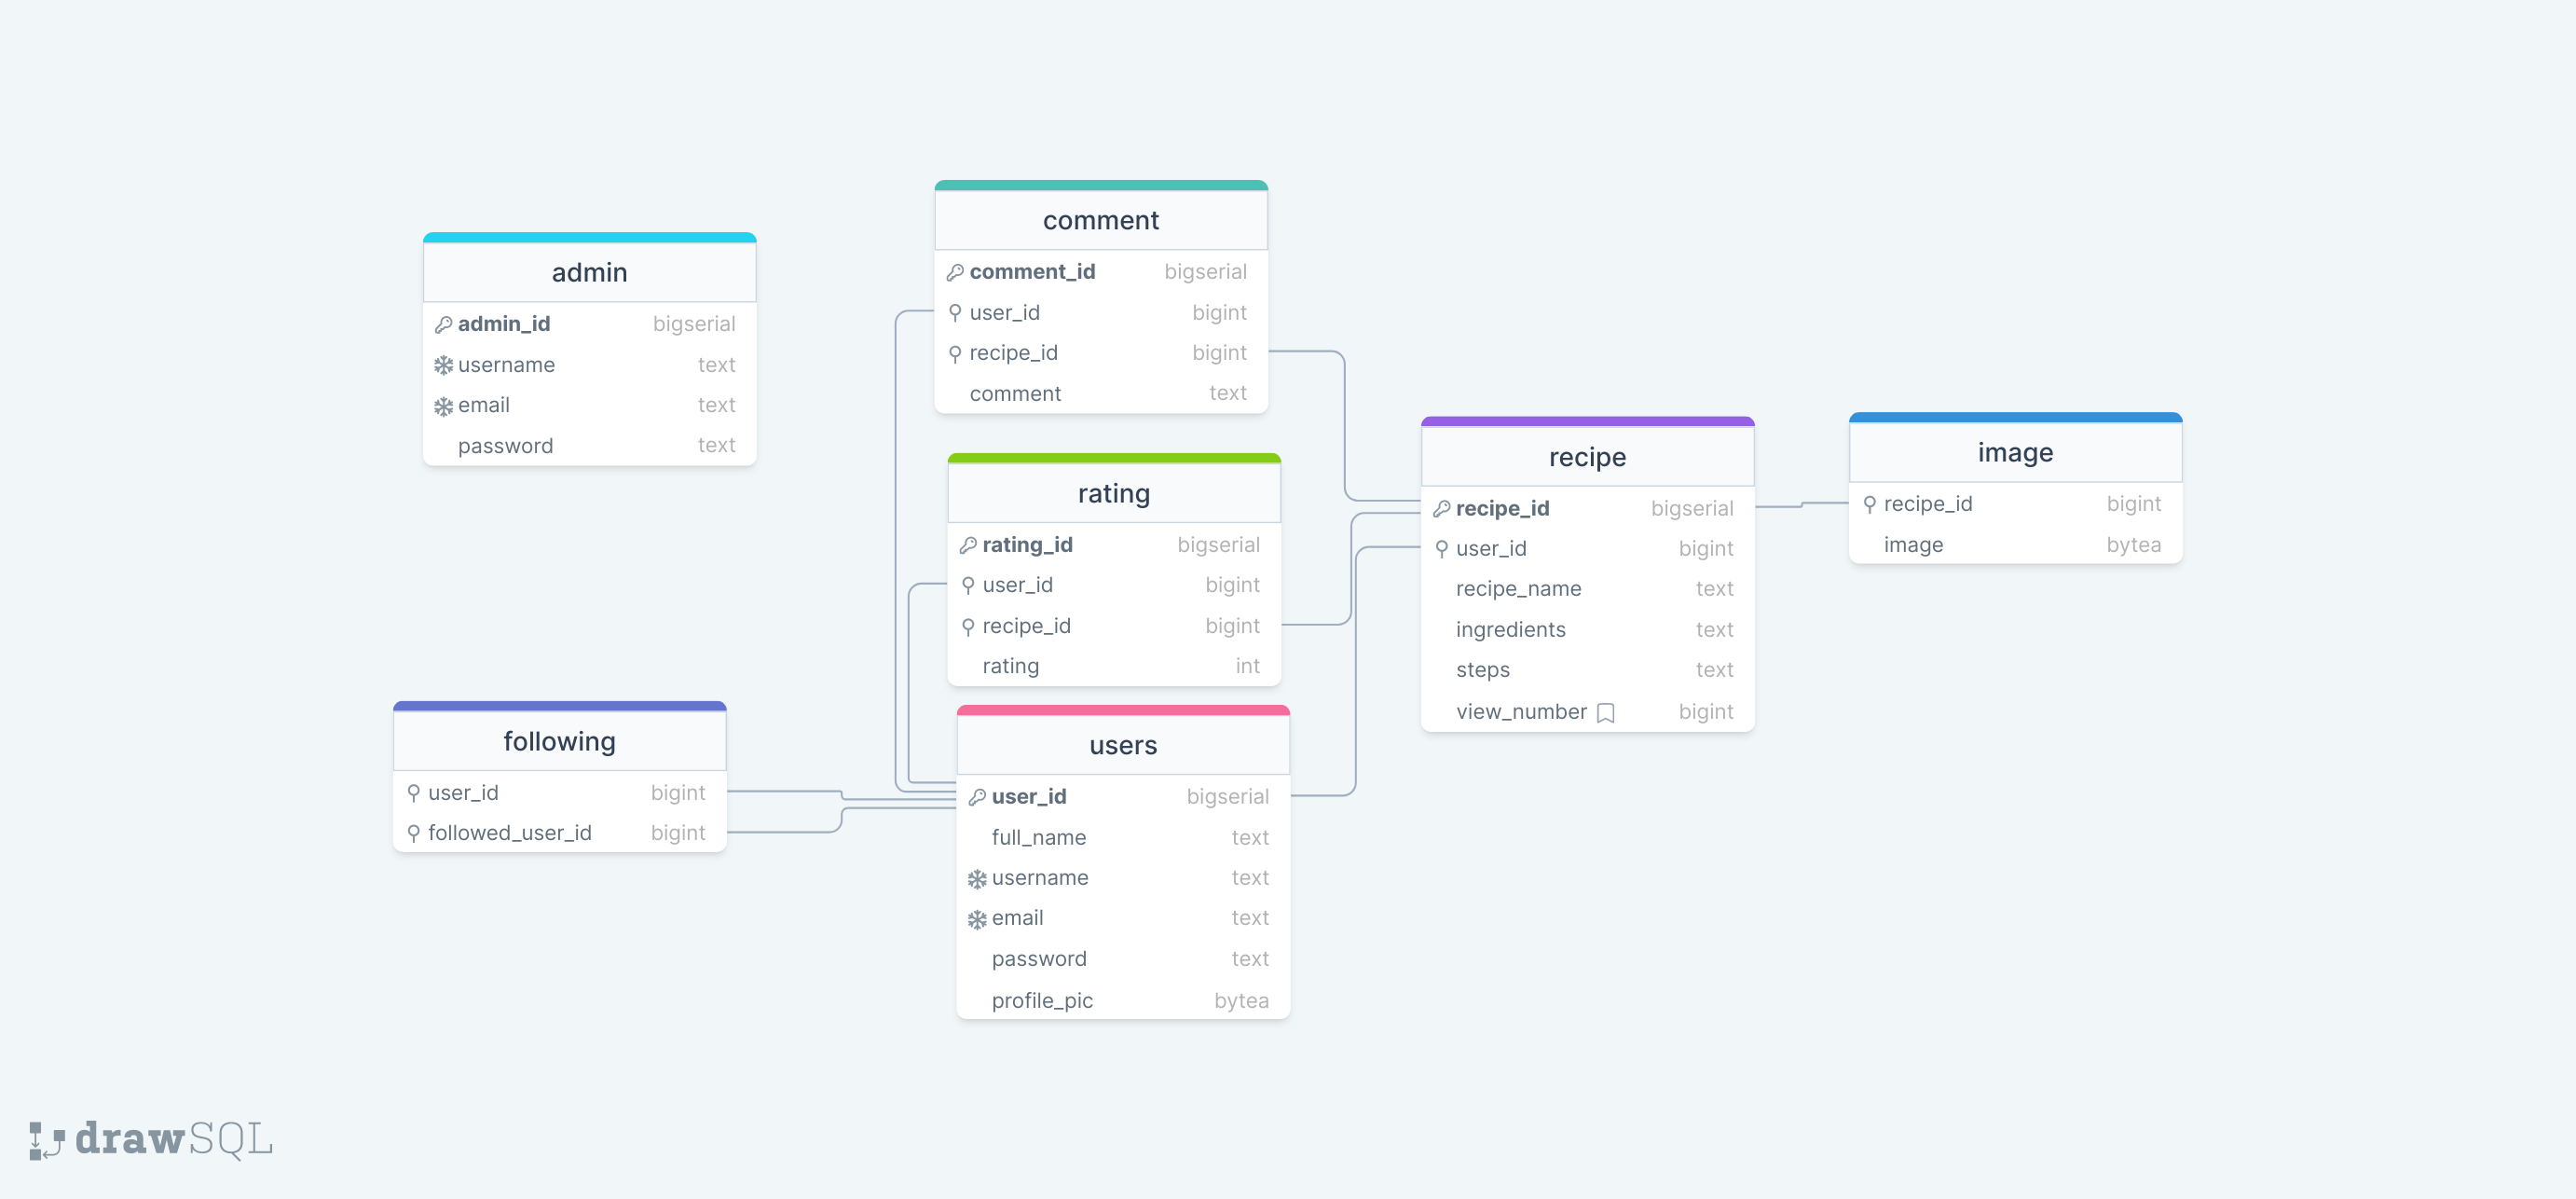 admin
admin_id bigserial
username text
email text
password text
comment
comment_id bigserial
user_id bigint
recipe_id bigint
comment text
rating
rating_id bigserial
user_id bigint
recipe_id bigint
rating int
recipe
recipe_id bigserial
user_id bigint
recipe_name text
ingredients text
steps text
view_number bigint
image
recipe_id bigint
image bytea
following
user_id bigint
followed_user_id bigint
users
user_id bigserial
full_name text
username text
email text
password text
profile_pic bytea
drawSQL